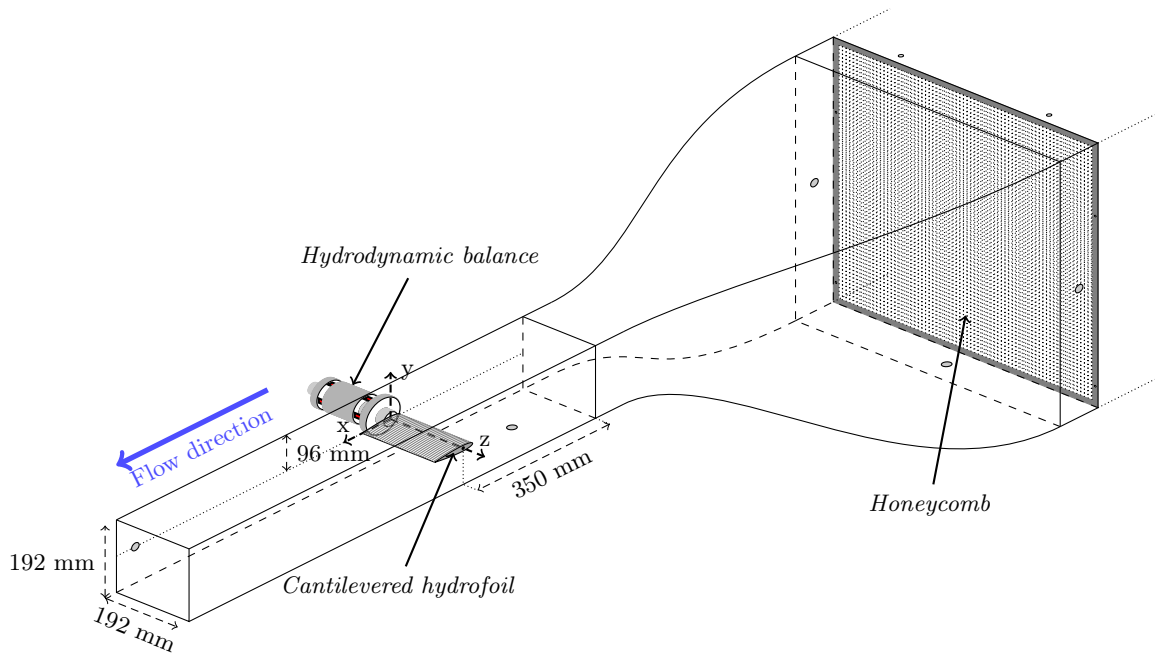 Hydrodynamic balance
y
x
z
Flow direction
96 mm
350 mm
Honeycomb
192 mm
Cantilevered hydrofoil
192 mm